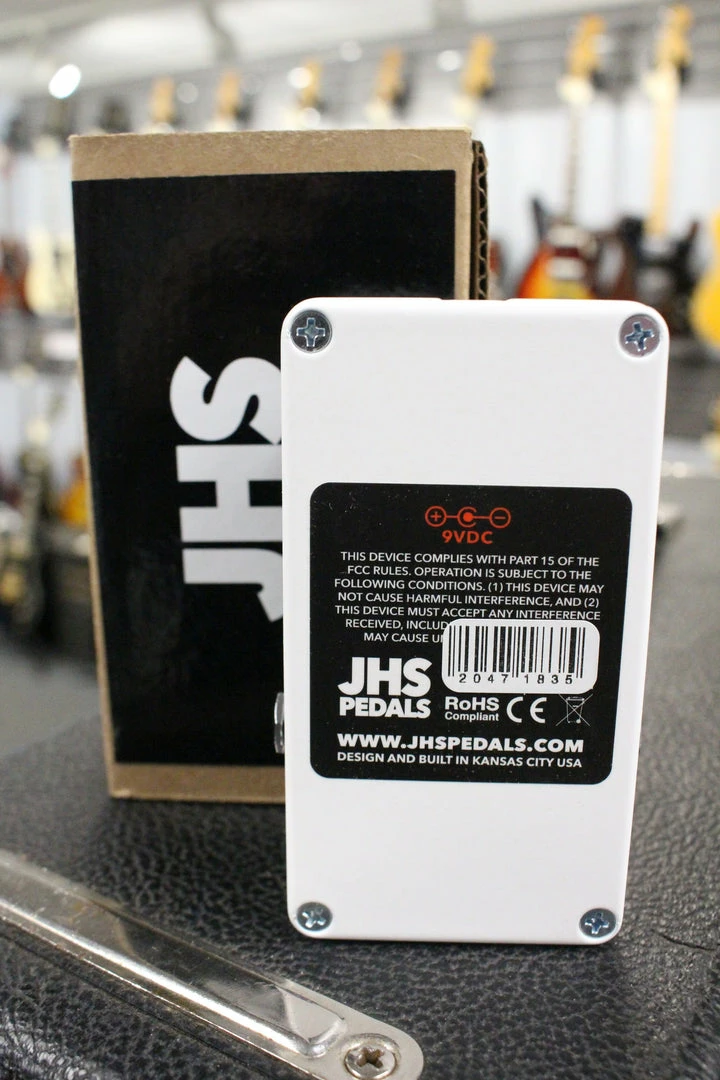 JHS
+ -
9VDC
THIS DEVICE COMPLIES WITH PART 15 OF THE
FCC RULES. OPERATION IS SUBJECT TO THE
FOLLOWING CONDITIONS. (1) THIS DEVICE MAY
NOT CAUSE HARMFUL INTERFERENCE, AND (2)
THIS DEVICE MUST ACCEPT ANY INTERFERENCE
RECEIVED,
MAY CAUSE
2047 1835
JHS
PEDALS
RoHS
Compliant
CE
WWW.JHSPEDALS.COM
DESIGN AND BUILT IN KANSAS CITY USA